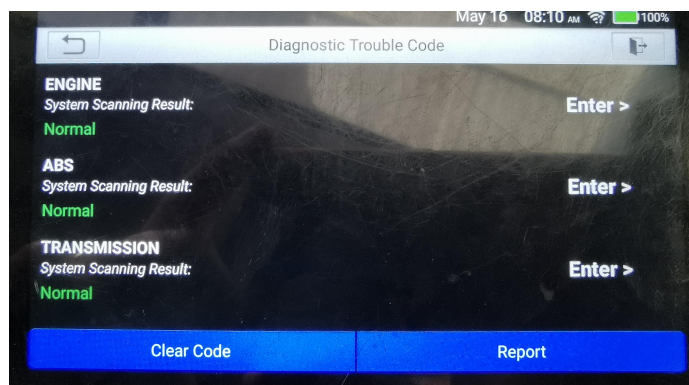 May 16 08:10 AM 100%
Diagnostic Trouble Code
ENGINE
System Scanning Result:
Enter >
Normal
ABS
System Scanning Result:
Enter >
Normal
TRANSMISSION
System Scanning Result:
Enter >
Normal
Clear Code Report